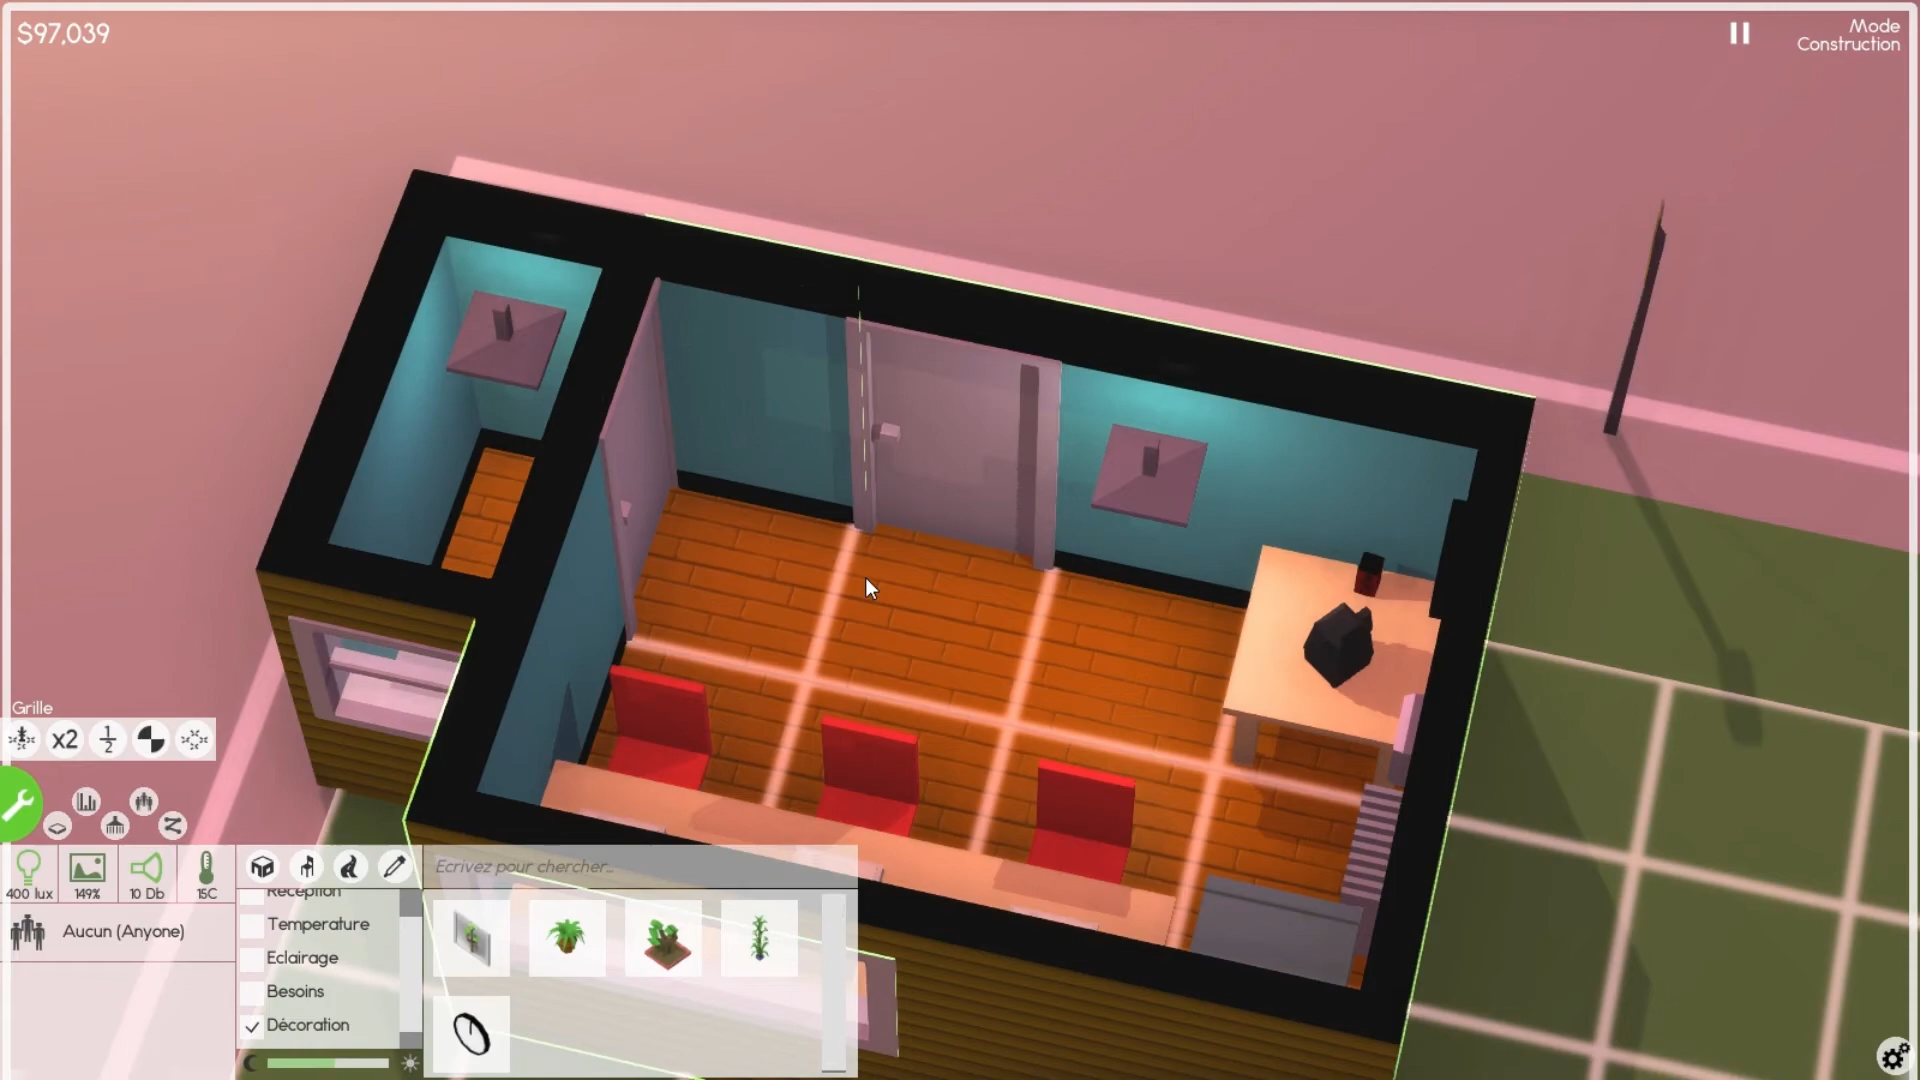 $97,039
Mode
Construction
Grille
x2
1
2
400 lux
149%
10 Db
15C
Aucun (Anyone)
Réception
Temperature
Eclairage
Besoins
Décoration
Ecrivez pour chercher...